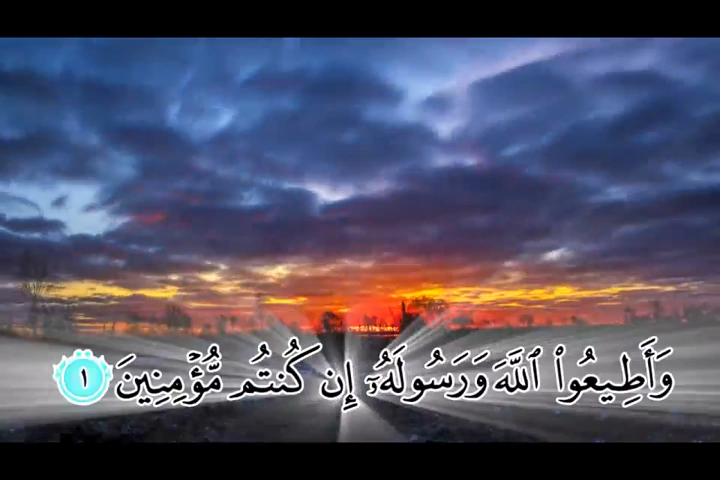 وَأَطِيعُوا۟ ٱللَّهَ وَرَسُولَهُۥٓ إِن كُنتُم مُّؤۡمِنِينَ ١